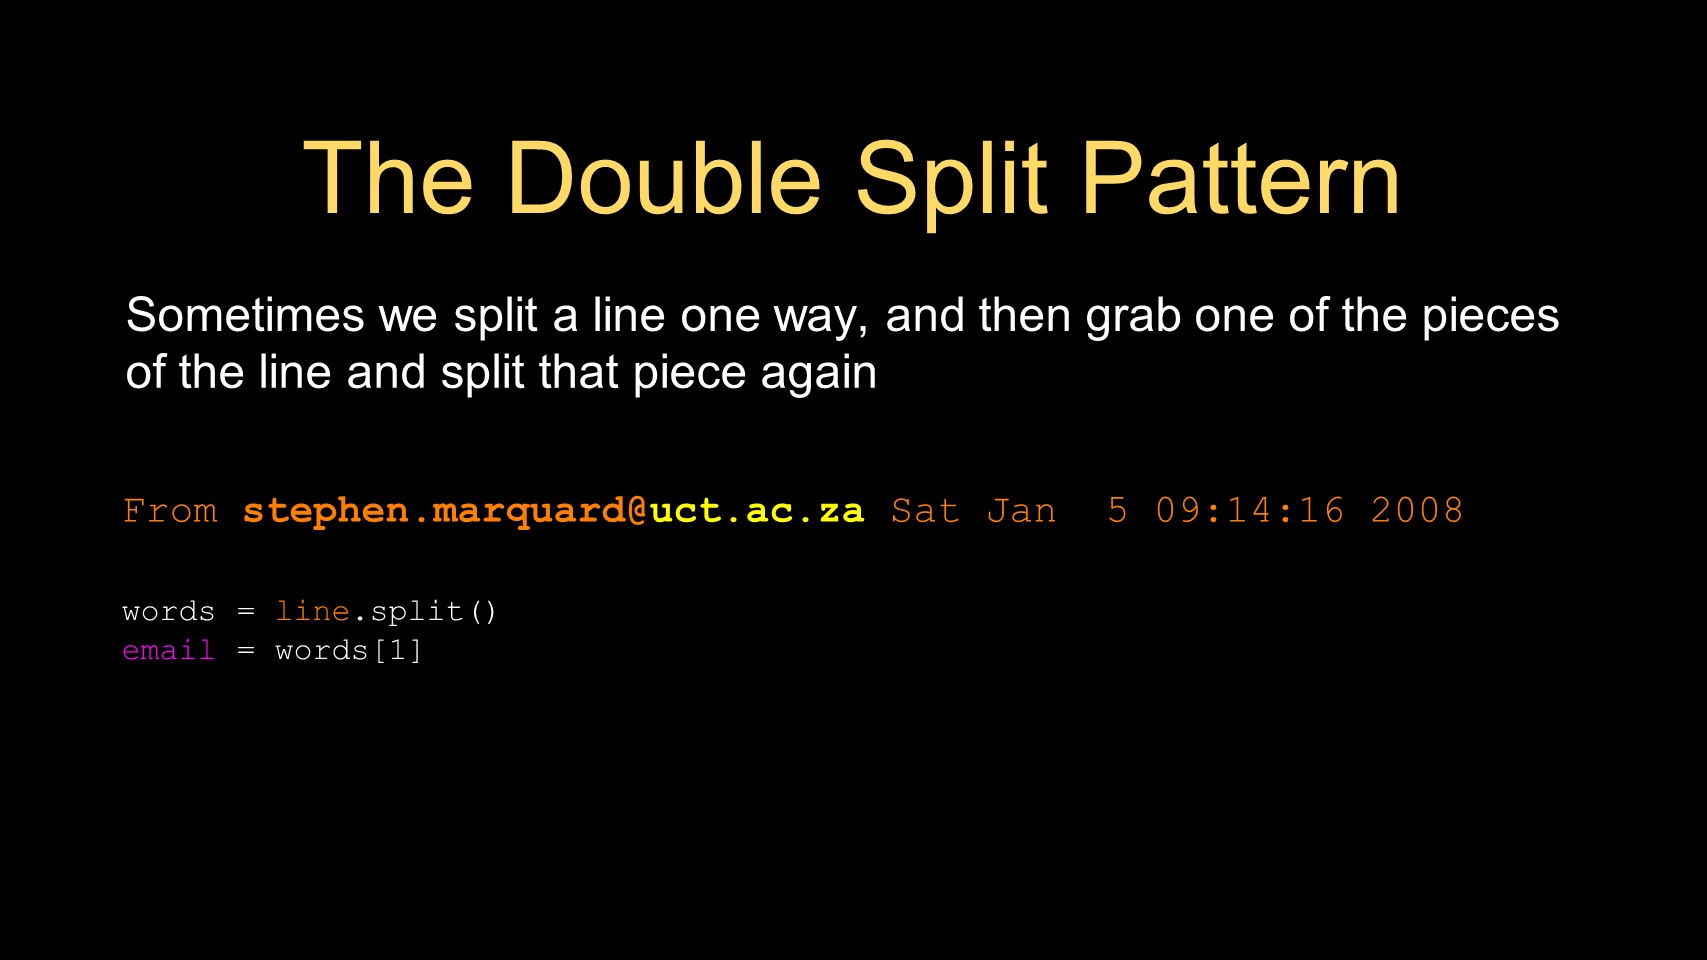 The Double Split Pattern
Sometimes we split a line one way, and then grab one of the pieces
of the line and split that piece again
From stephen.marquard@uct.ac.za Sat Jan  5 09:14:16 2008
words = line.split()
email = words[1]